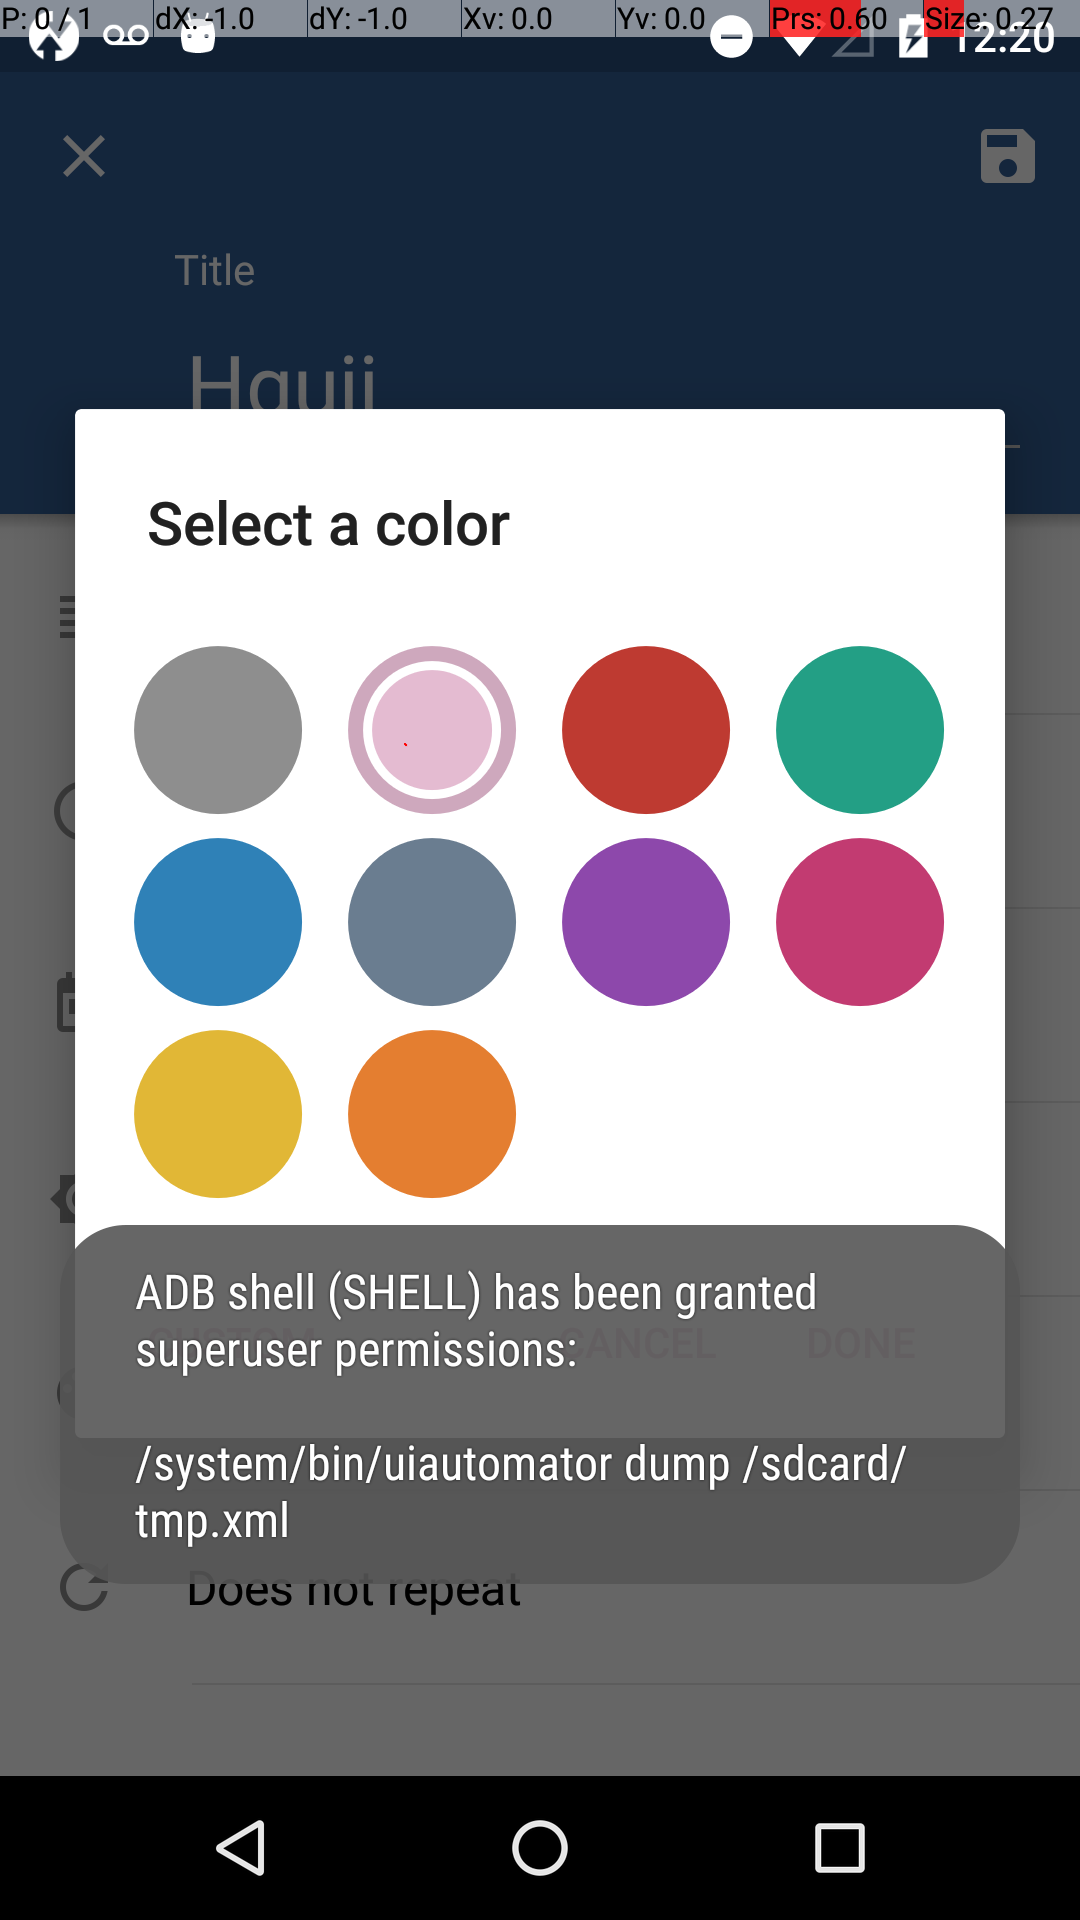 P: 0 / 1 dX: -1.0 dY: -1.0 Xv: 0.0 Yv: 0.0 Prs: 0.60 Size: 0.27
12:20
Title
Hguii
Select a color
ADB shell (SHELL) has been granted
superuser permissions:
CUSTOM CANCEL DONE
/system/bin/uiautomator dump /sdcard/
tmp.xml
Does not repeat